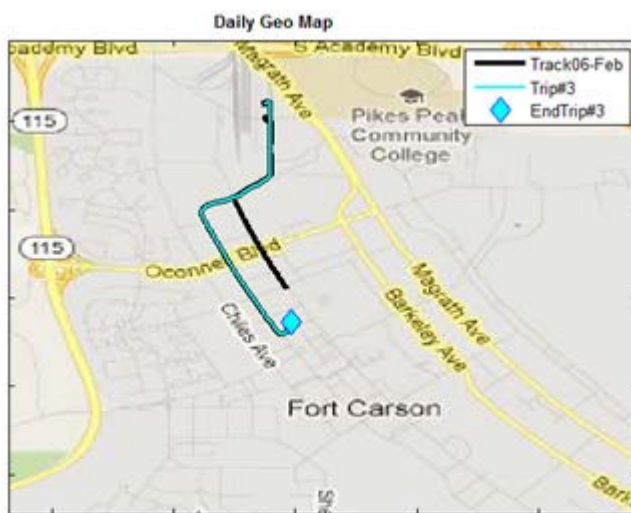 Daily Geo Map
Academy Blvd
S Academy Blvd
Magrath Ave
Track06-Feb
Trip#3
EndTrip#3
115
Pikes Peak
Community
College
115
Oconnell
Chiles Ave
Magrath Ave
Barkeley Ave
Fort Carson